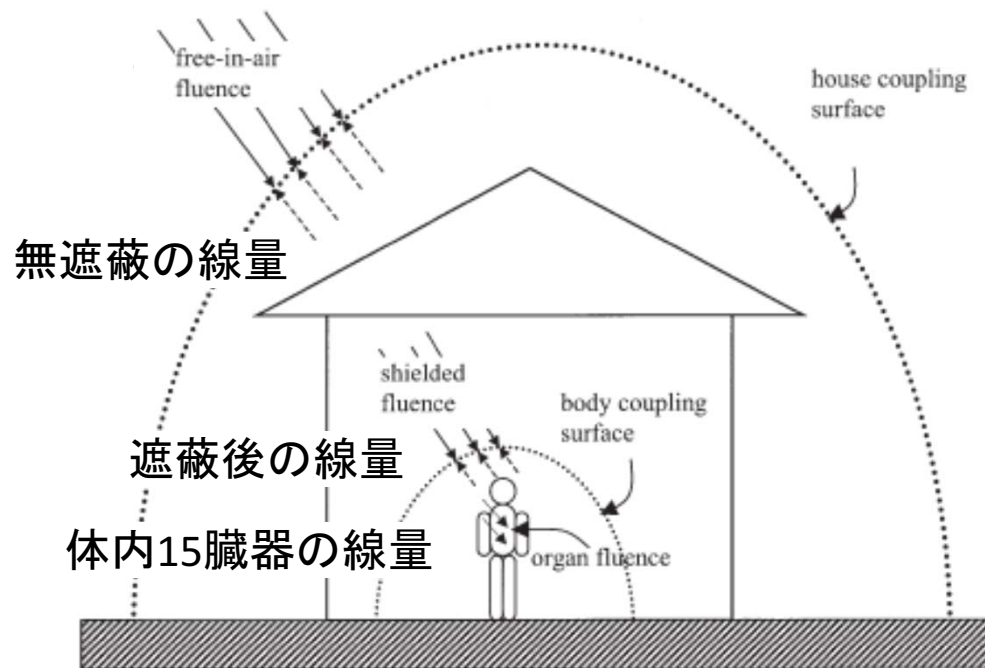 free-in-air
fluence
house coupling
surface
無遮蔽の線量
shielded
fluence
body coupling
surface
遮蔽後の線量
体内15臓器の線量
organ fluence